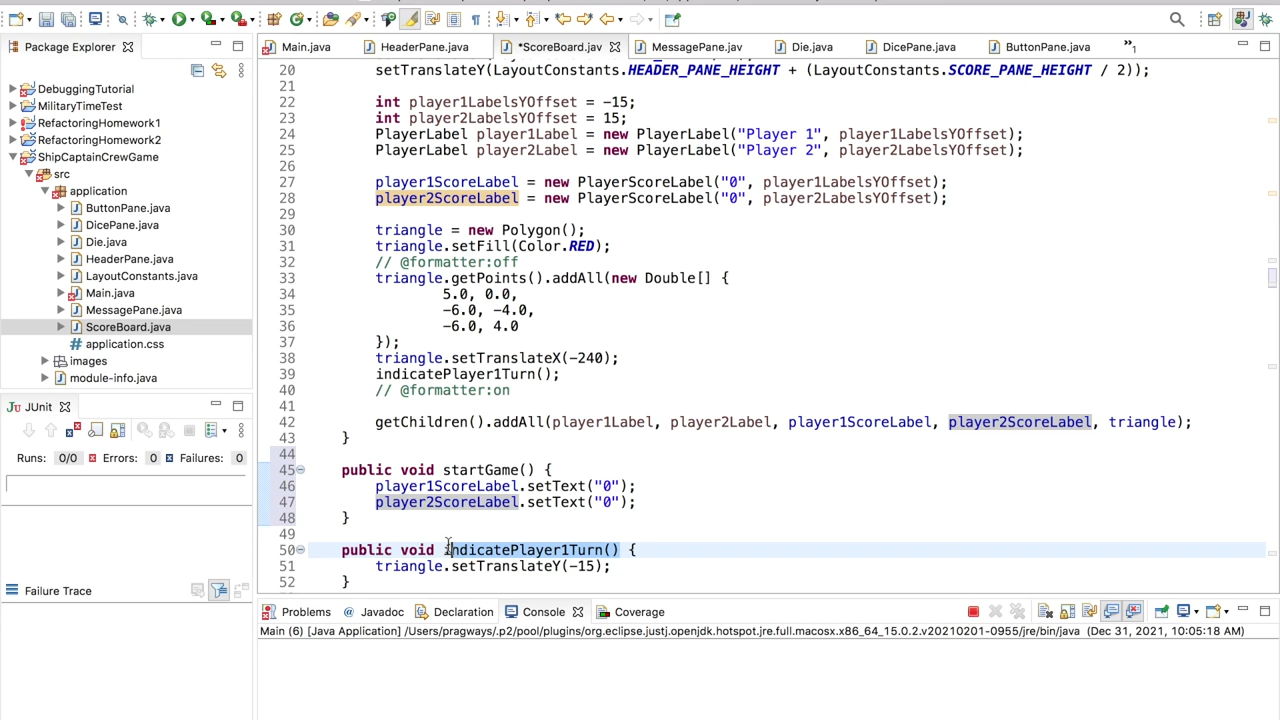 Package Explorer
Main.java
HeaderPane.java
*ScoreBoard.java
MessagePane.java
Die.java
DicePane.java
ButtonPane.java
»1
DebuggingTutorial
MilitaryTimeTest
RefactoringHomework1
RefactoringHomework2
ShipCaptainCrewGame
src
application
ButtonPane.java
DicePane.java
Die.java
HeaderPane.java
LayoutConstants.java
Main.java
MessagePane.java
ScoreBoard.java
application.css
images
module-info.java
JUnit
Runs: 0/0 Errors: 0 Failures: 0
Failure Trace
20 setTranslateY(LayoutConstants.HEADER_PANE_HEIGHT + (LayoutConstants.SCORE_PANE_HEIGHT / 2));
21
22 int player1LabelsYOffset = -15;
23 int player2LabelsYOffset = 15;
24 PlayerLabel player1Label = new PlayerLabel("Player 1", player1LabelsYOffset);
25 PlayerLabel player2Label = new PlayerLabel("Player 2", player2LabelsYOffset);
26
27 player1ScoreLabel = new PlayerScoreLabel("0", player1LabelsYOffset);
28 player2ScoreLabel = new PlayerScoreLabel("0", player2LabelsYOffset);
29
30 triangle = new Polygon();
31 triangle.setFill(Color.RED);
32 // @formatter:off
33 triangle.getPoints().addAll(new Double[] {
34 5.0, 0.0,
35 -6.0, -4.0,
36 -6.0, 4.0
37 });
38 triangle.setTranslateX(-240);
39 indicatePlayer1Turn();
40 // @formatter:on
41
42 getChildren().addAll(player1Label, player2Label, player1ScoreLabel, player2ScoreLabel, triangle);
43 }
44
45 public void startGame() {
46 player1ScoreLabel.setText("0");
47 player2ScoreLabel.setText("0");
48 }
49
50 public void indicatePlayer1Turn() {
51 triangle.setTranslateY(-15);
52 }
Problems
@ Javadoc
Declaration
Console
Coverage
Main (6) [Java Application] /Users/pragways/.p2/pool/plugins/org.eclipse.justj.openjdk.hotspot.jre.full.macosx.x86_64_15.0.2.v20210201-0955/jre/bin/java (Dec 31, 2021, 10:05:18 AM)